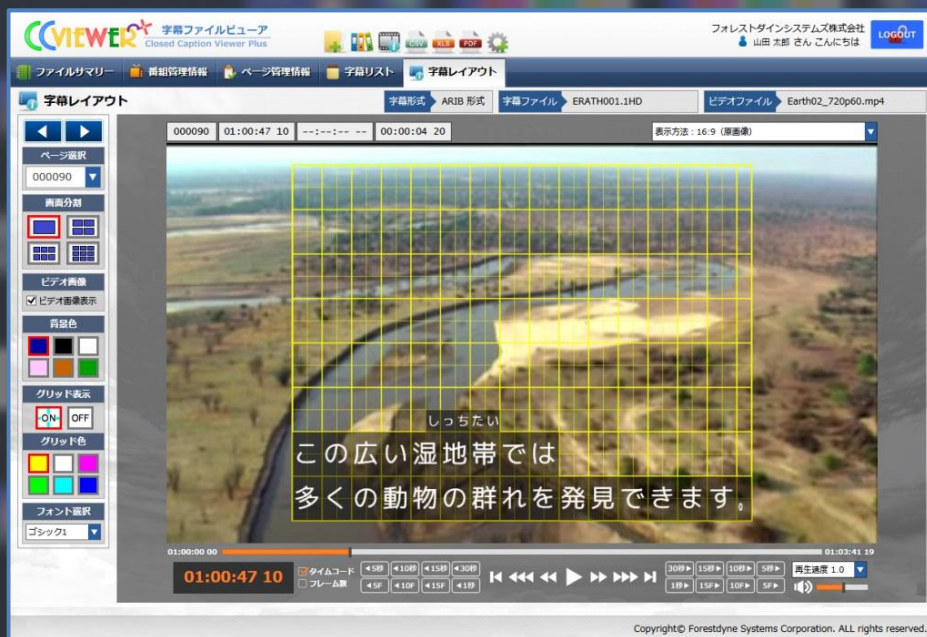 CCVIEWER+
字幕ファイルビューア
Closed Caption Viewer Plus
CSV
XLS
PDF
フォレストダインシステムズ株式会社
山田 太郎 さん こんにちは
LOGOUT
ファイルサマリー
番組管理情報
ページ管理情報
字幕リスト
字幕レイアウト
字幕レイアウト
字幕形式
ARIB 形式
字幕ファイル
ERATH001.1HD
ビデオファイル
Earth02_720p60.mp4
ページ選択
000090
画面分割
ビデオ画像
ビデオ画像表示
背景色
グリッド表示
ON
OFF
グリッド色
フォント選択
ゴシック1
000090
01:00:47 10
--:--:-- --
00:00:04 20
表示方法：16:9（原画像）
しっちたい
この広い湿地帯では
多くの動物の群れを発見できます。
01:00:00 00
01:03:41 19
01:00:47 10
タイムコード
フレーム数
◀5秒
◀10秒
◀15秒
◀30秒
◀5F
◀10F
◀15F
◀1秒
30秒▶
15秒▶
10秒▶
5秒▶
1秒▶
15F▶
10F▶
5F▶
再生速度 1.0
Copyright© Forestdyne Systems Corporation. ALL rights reserved.